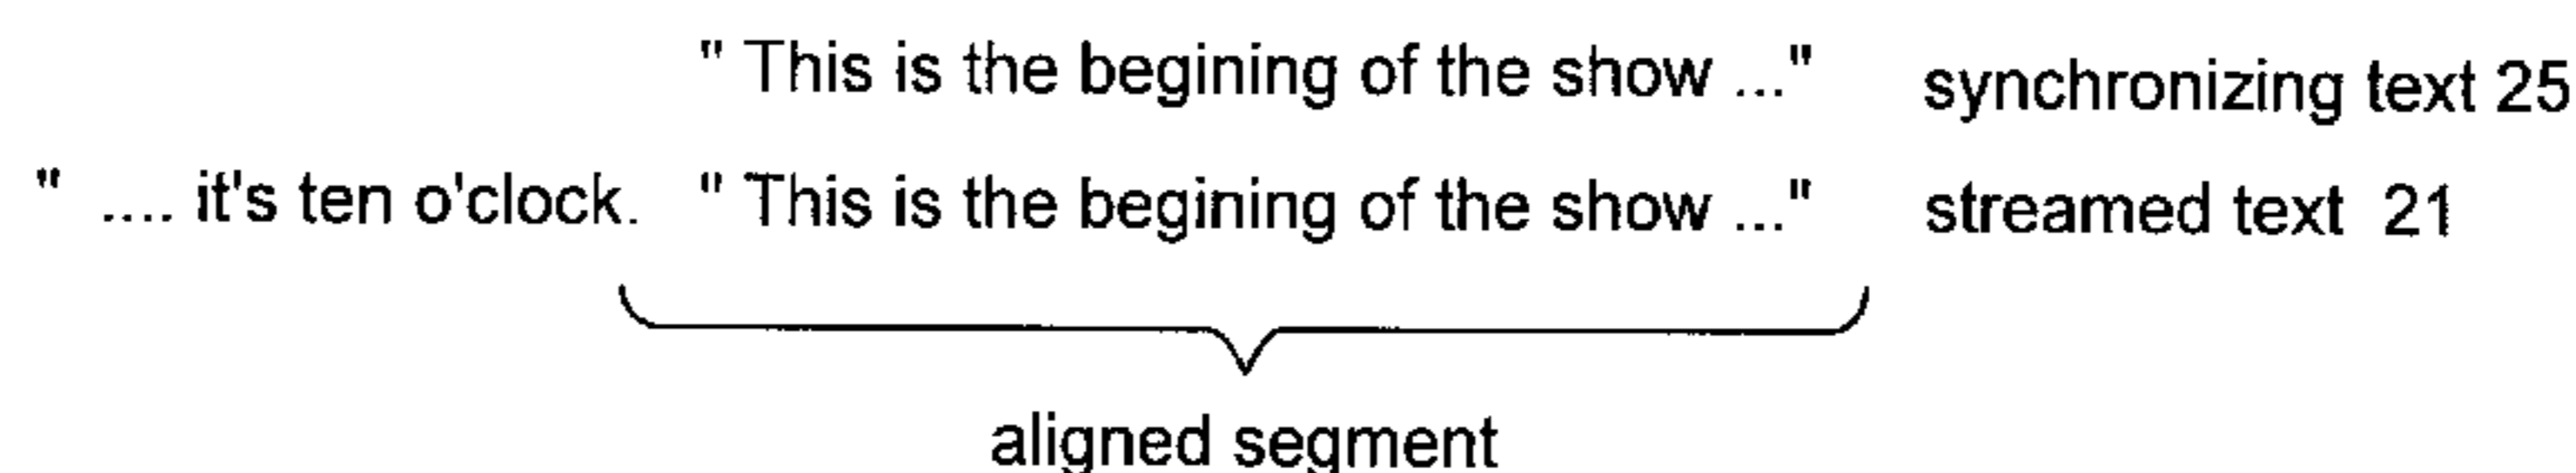 " This is the begining of the show ..." synchronizing text 25
" .... it's ten o'clock. " This is the begining of the show ..." streamed text 21
aligned segment